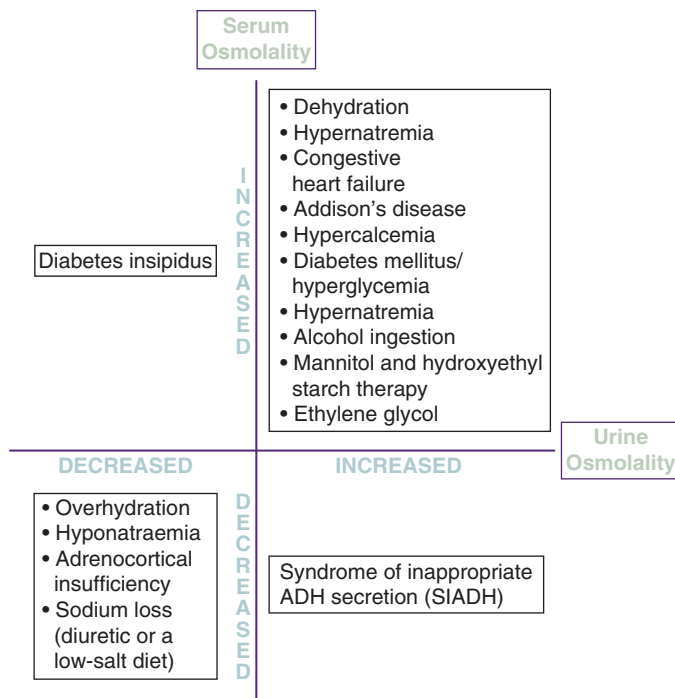 Serum
Osmolality
• Dehydration
• Hypernatremia
• Congestive
heart failure
• Addison's disease
• Hypercalcemia
• Diabetes mellitus/
hyperglycemia
• Hypernatremia
• Alcohol ingestion
• Mannitol and hydroxyethyl
starch therapy
• Ethylene glycol
INCREASED
Diabetes insipidus
Urine
Osmolality
DECREASED
INCREASED
• Overhydration
• Hyponatraemia
• Adrenocortical
insufficiency
• Sodium loss
(diuretic or a
low-salt diet)
DECREASED
Syndrome of inappropriate
ADH secretion (SIADH)